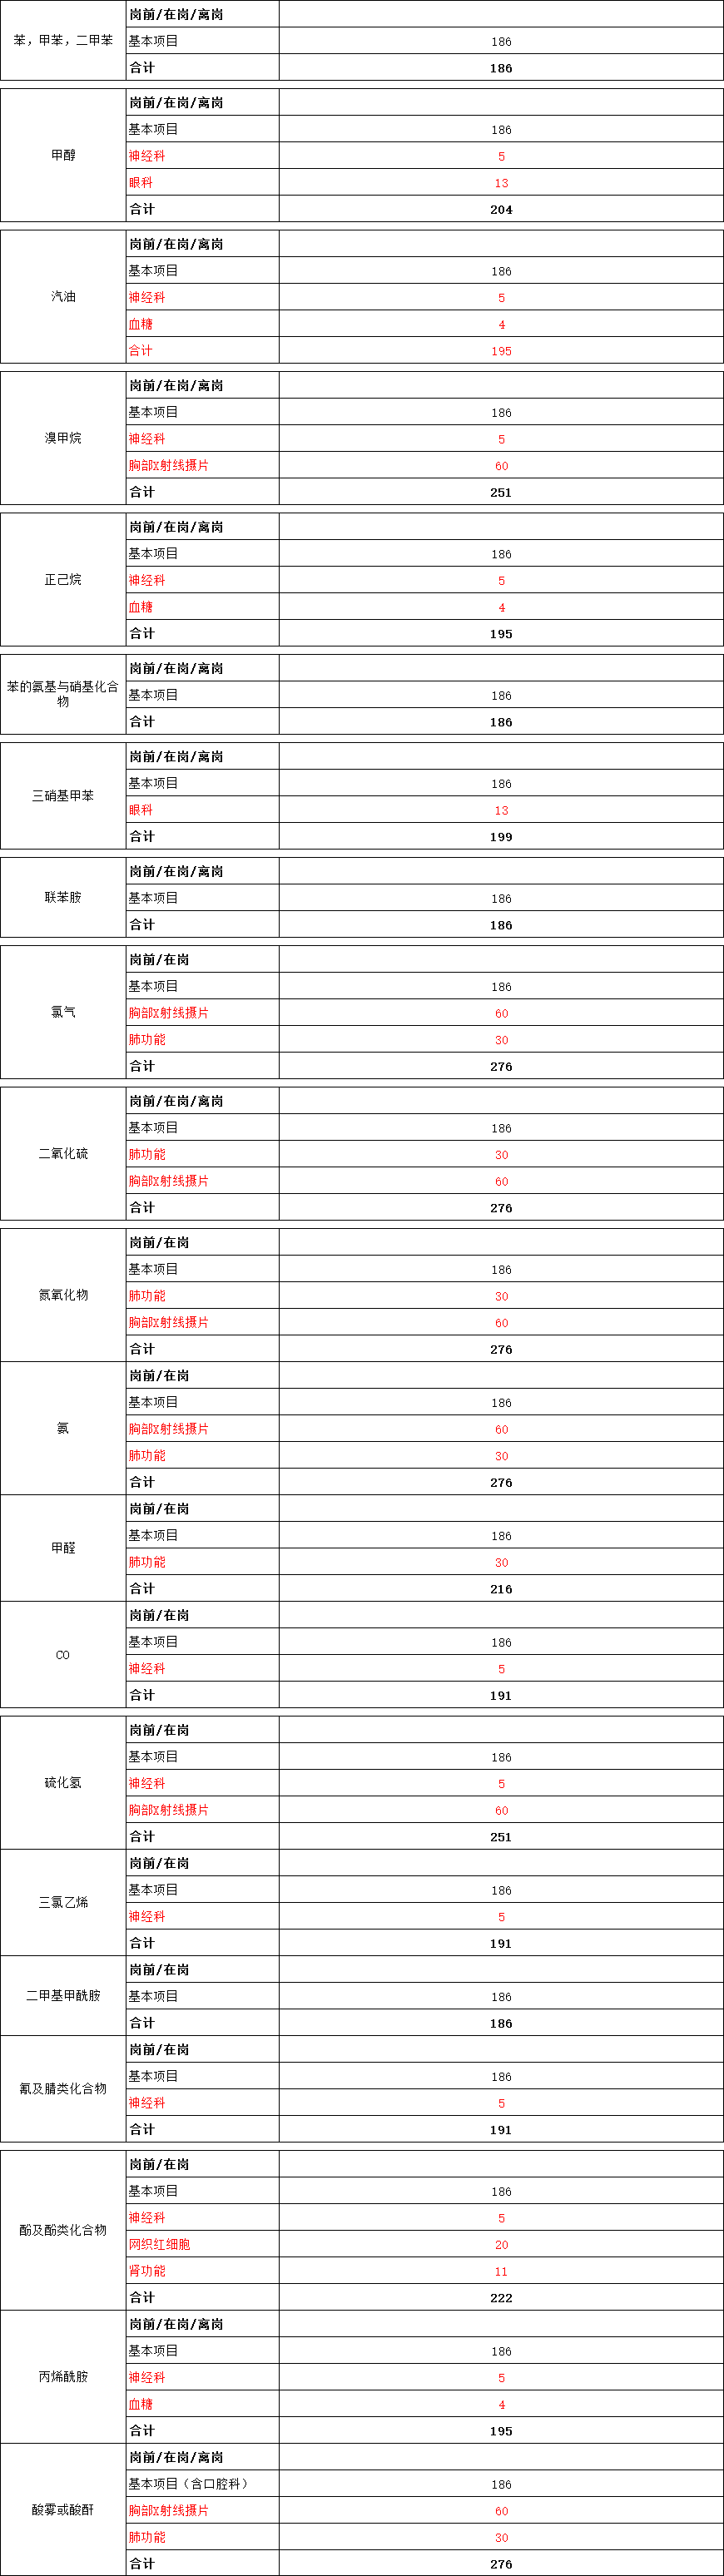 苯，甲苯，二甲苯
岗前/在岗/离岗
基本项目 186
合计 186
甲醇
岗前/在岗/离岗
基本项目 186
神经科 5
眼科 13
合计 204
汽油
岗前/在岗/离岗
基本项目 186
神经科 5
血糖 4
合计 195
溴甲烷
岗前/在岗/离岗
基本项目 186
神经科 5
胸部X射线摄片 60
合计 251
正己烷
岗前/在岗/离岗
基本项目 186
神经科 5
血糖 4
合计 195
苯的氨基与硝基化合
物
岗前/在岗/离岗
基本项目 186
合计 186
三硝基甲苯
岗前/在岗/离岗
基本项目 186
眼科 13
合计 199
联苯胺
岗前/在岗/离岗
基本项目 186
合计 186
氯气
岗前/在岗
基本项目 186
胸部X射线摄片 60
肺功能 30
合计 276
二氧化硫
岗前/在岗/离岗
基本项目 186
肺功能 30
胸部X射线摄片 60
合计 276
氮氧化物
岗前/在岗
基本项目 186
肺功能 30
胸部X射线摄片 60
合计 276
氨
岗前/在岗
基本项目 186
胸部X射线摄片 60
肺功能 30
合计 276
甲醛
岗前/在岗
基本项目 186
肺功能 30
合计 216
CO
岗前/在岗
基本项目 186
神经科 5
合计 191
硫化氢
岗前/在岗
基本项目 186
神经科 5
胸部X射线摄片 60
合计 251
三氯乙烯
岗前/在岗
基本项目 186
神经科 5
合计 191
二甲基甲酰胺
岗前/在岗
基本项目 186
合计 186
氰及腈类化合物
岗前/在岗
基本项目 186
神经科 5
合计 191
酚及酚类化合物
岗前/在岗
基本项目 186
神经科 5
网织红细胞 20
肾功能 11
合计 222
丙烯酰胺
岗前/在岗/离岗
基本项目 186
神经科 5
血糖 4
合计 195
酸雾或酸酐
岗前/在岗/离岗
基本项目（含口腔科） 186
胸部X射线摄片 60
肺功能 30
合计 276